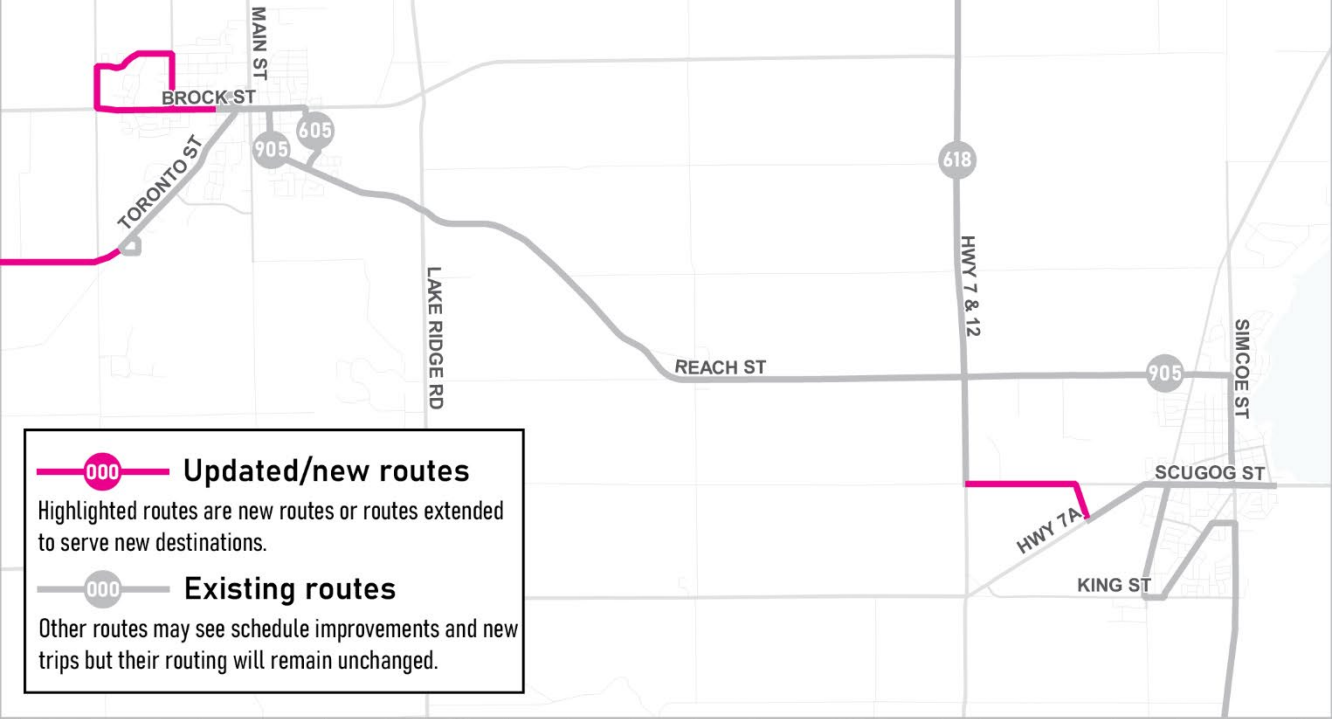 MAIN ST
BROCK ST
605
905
TORONTO ST
618
HWY 7 & 12
LAKE RIDGE RD
REACH ST
905
SIMCOE ST
SCUGOG ST
HWY 7A
KING ST
000 Updated/new routes
Highlighted routes are new routes or routes extended
to serve new destinations.
000 Existing routes
Other routes may see schedule improvements and new
trips but their routing will remain unchanged.